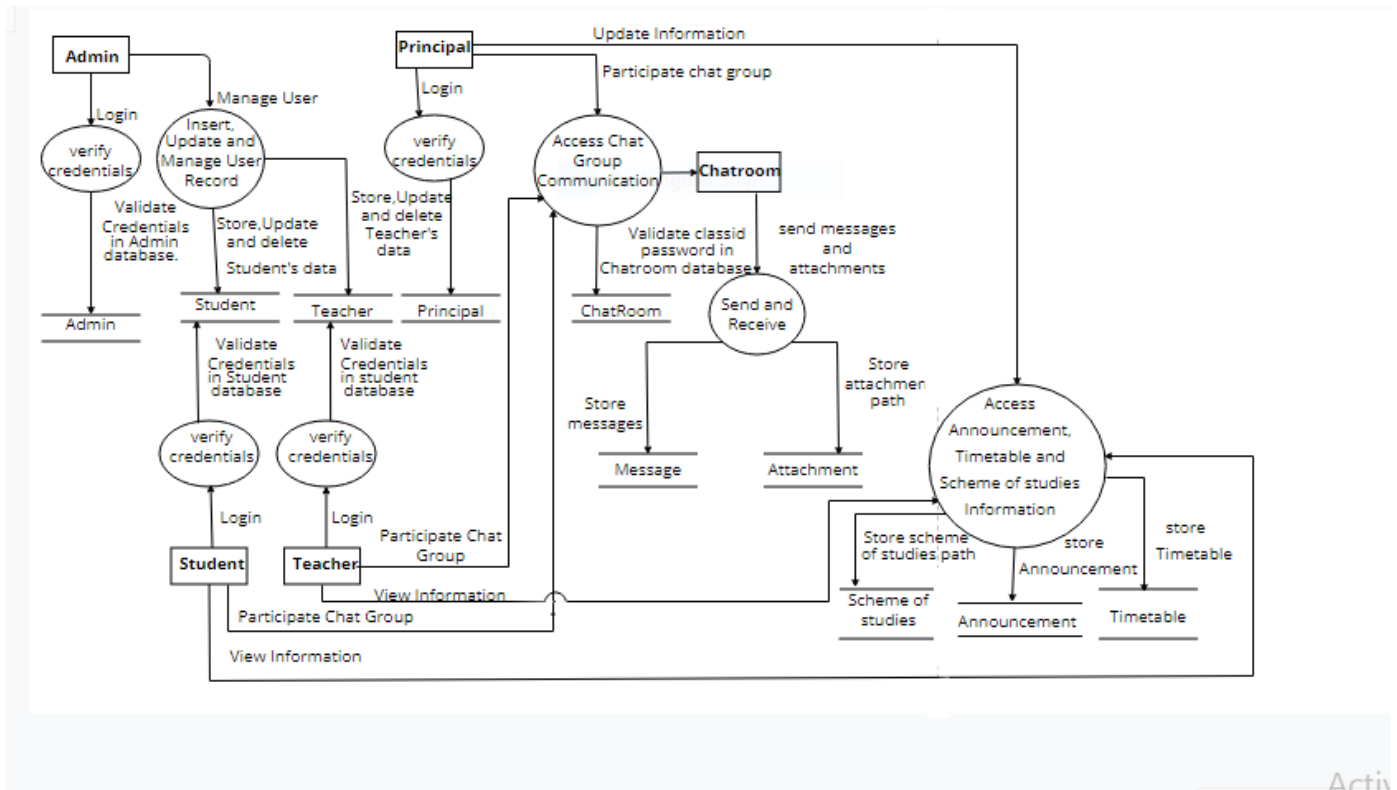 Admin
Principal
Update Information
Participate chat group
Login
Manage User
Login
verify
credentials
Insert,
Update and
Manage User
Record
verify
credentials
Access Chat
Group
Communication
Chatroom
Validate
Credentials
in Admin
database.
Store,Update
and delete
Student's data
Store,Update
and delete
Teacher's
data
Validate classid
password in
Chatroom database
send messages
and
attachments
Admin
Student
Teacher
Principal
ChatRoom
Send and
Receive
Validate
Credentials
in Student
database
Validate
Credentials
in student
database
Store
messages
Store
attachmen
path
verify
credentials
verify
credentials
Message
Attachment
Access
Announcement,
Timetable and
Scheme of studies
Information
Login
Login
Participate Chat
Group
Student
Teacher
View Information
Participate Chat Group
View Information
Store scheme
of studies path
store
Announcement
store
Timetable
Scheme of
studies
Announcement
Timetable
Activ